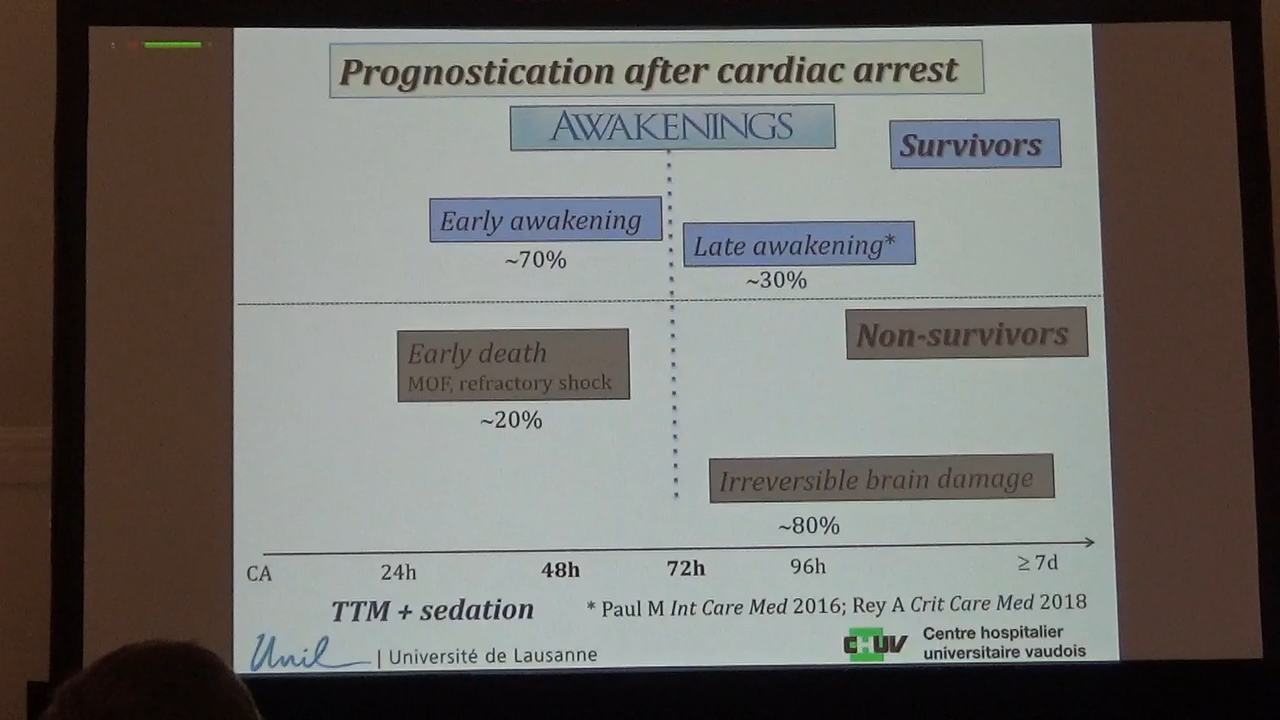 Prognostication after cardiac arrest
AWAKENINGS
Survivors
Early awakening
~70%
Late awakening*
~30%
Non-survivors
Early death
MOF, refractory shock
~20%
Irreversible brain damage
~80%
CA 24h 48h 72h 96h ≥ 7d
TTM + sedation
* Paul M Int Care Med 2016; Rey A Crit Care Med 2018
Unil | Université de Lausanne
CHUV
Centre hospitalier
universitaire vaudois